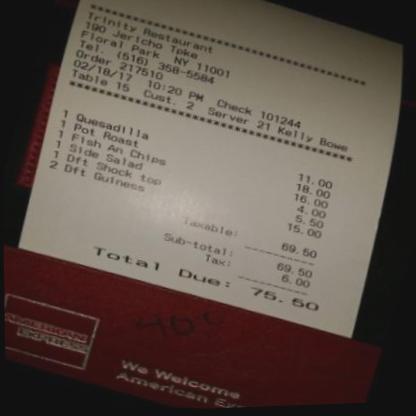 Trinity Restaurant
190 Jericho Tpke
Floral Park NY 11001
Tel. (516) 358-5584
Order 217510
02/18/17 10:20 PM Check 101244
Table 15 Cust. 2 Server 21 Kelly Bowe
1 Quesadilla 11.00
1 Pot Roast 18.00
1 Fish An Chips 16.00
1 Side Salad 4.00
1 Dft Shock top 5.50
2 Dft Guiness 15.00
Taxable: 69.50
Sub-total: 69.50
Tax: 6.00
Total Due: 75.50
AMERICAN
EXPRESS
We Welcome
American